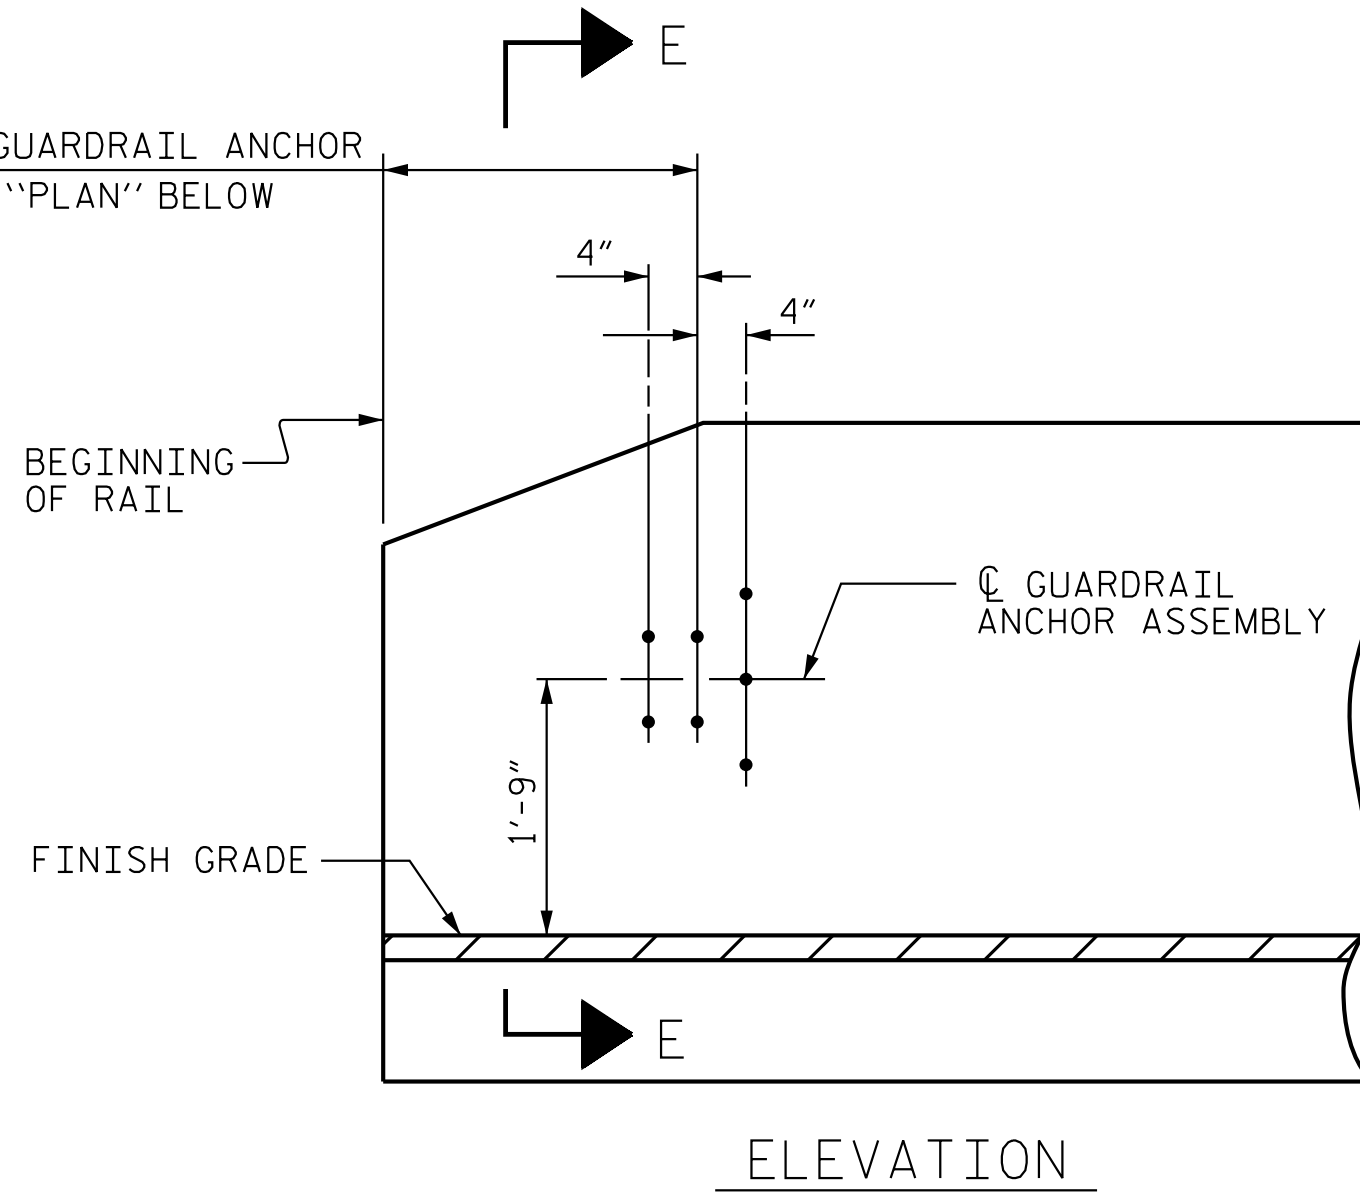 E
GUARDRAIL ANCHOR
"PLAN" BELOW
4"
4"
BEGINNING
OF RAIL
℄ GUARDRAIL
ANCHOR ASSEMBLY
1'-9"
FINISH GRADE
E
ELEVATION